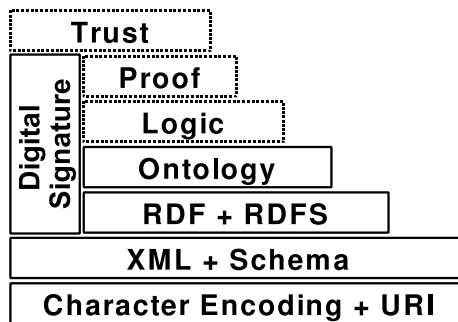 Trust
Digital
Signature
Proof
Logic
Ontology
RDF + RDFS
XML + Schema
Character Encoding + URI